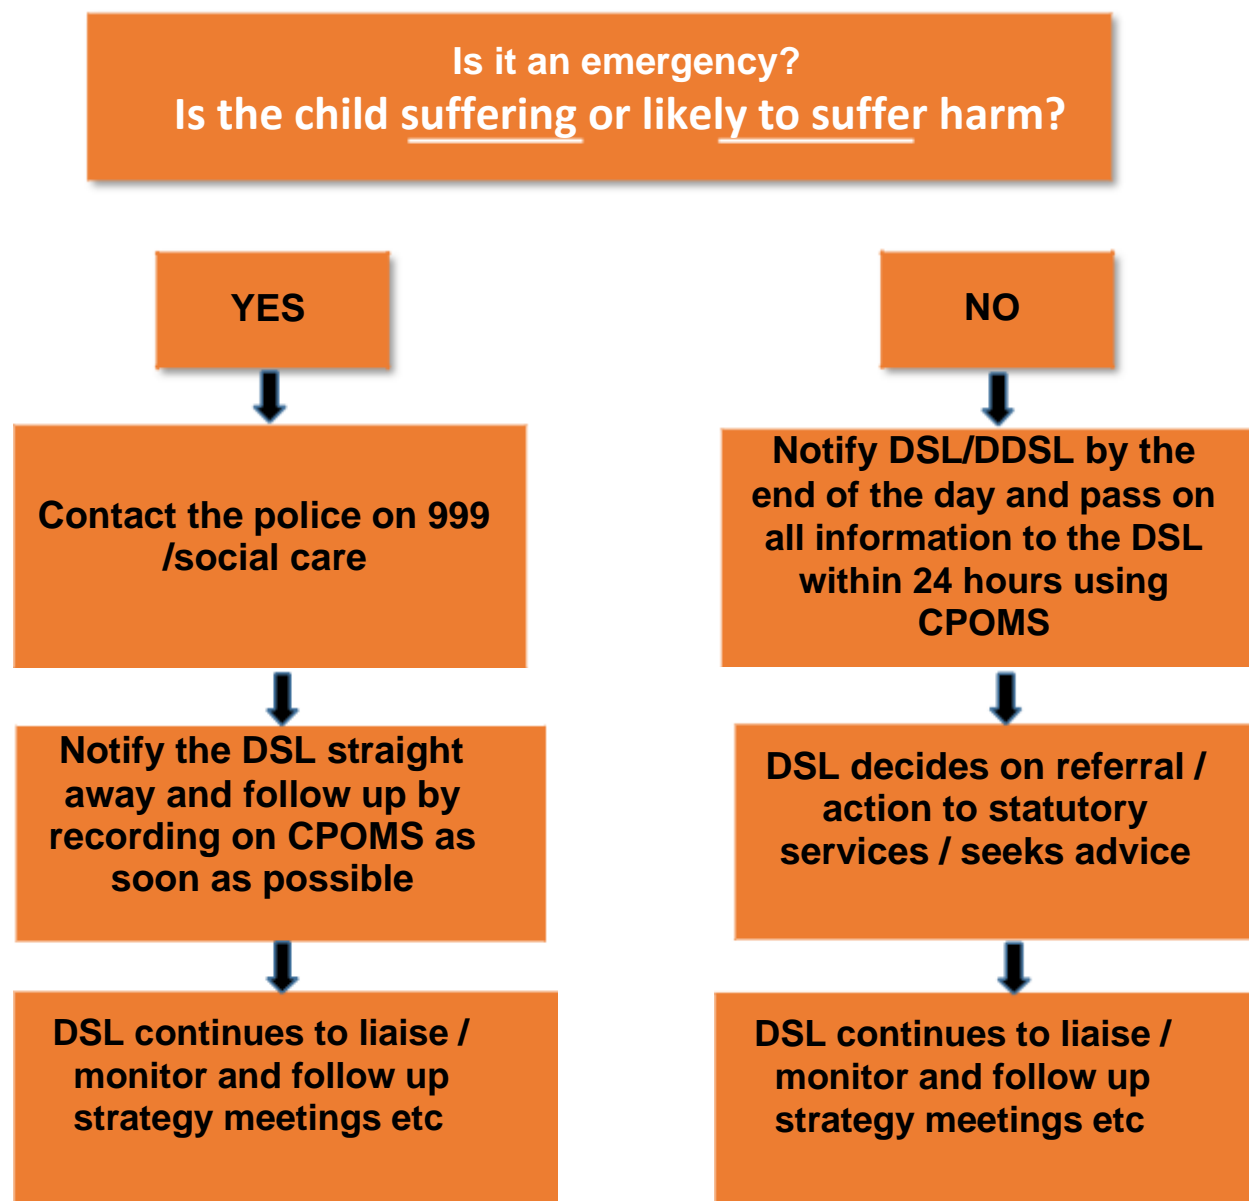 Is it an emergency?
Is the child suffering or likely to suffer harm?
YES
Contact the police on 999
/social care
Notify the DSL straight
away and follow up by
recording on CPOMS as
soon as possible
DSL continues to liaise /
monitor and follow up
strategy meetings etc
NO
Notify DSL/DDSL by the
end of the day and pass on
all information to the DSL
within 24 hours using
CPOMS
DSL decides on referral /
action to statutory
services / seeks advice
DSL continues to liaise /
monitor and follow up
strategy meetings etc